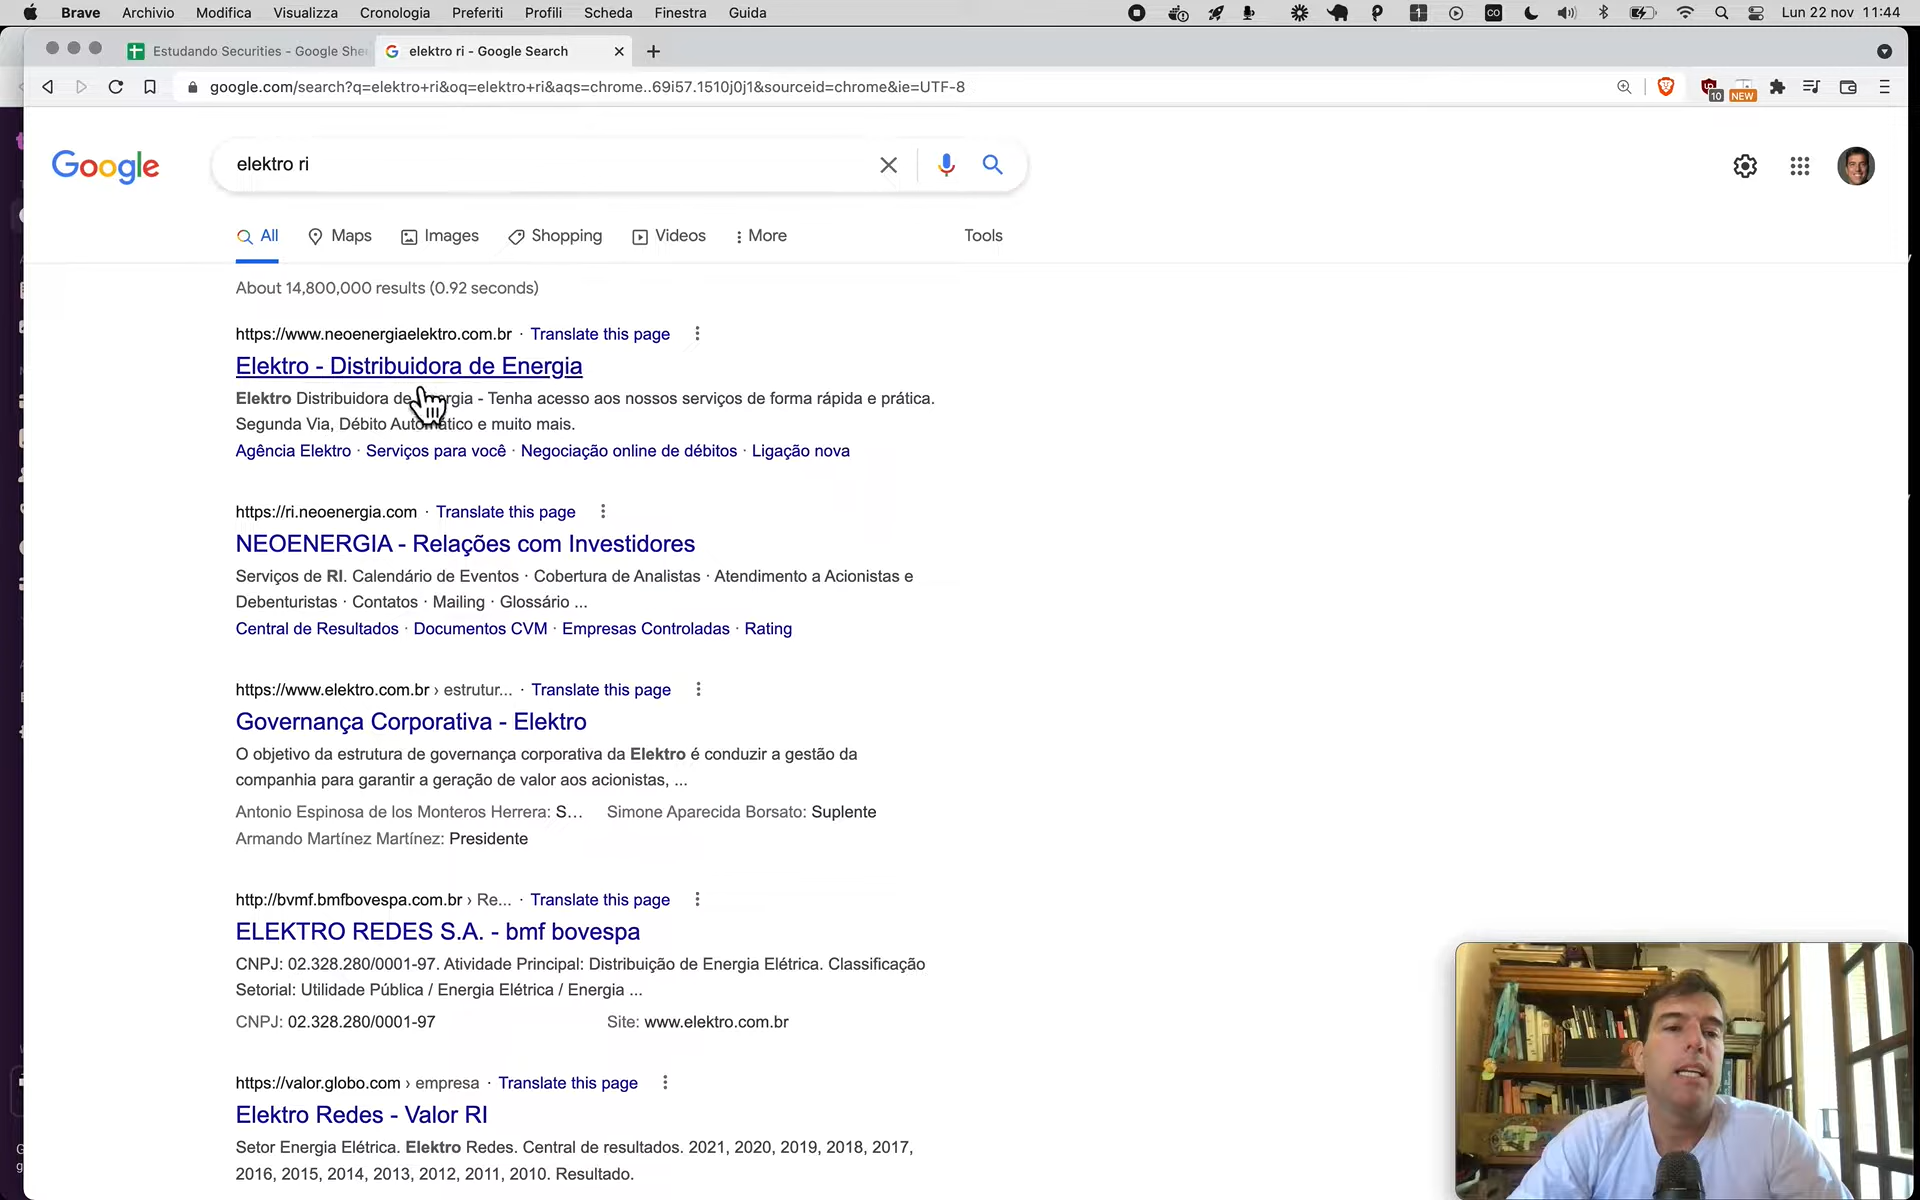 Brave Archivio Modifica Visualizza Cronologia Preferiti Profili Scheda Finestra Guida Lun 22 nov 11:44
Estudando Securities - Google She
elektro ri - Google Search
google.com/search?q=elektro+ri&oq=elektro+ri&aqs=chrome..69i57.1510j0j1&sourceid=chrome&ie=UTF-8
10
NEW
Google
elektro ri
All Maps Images Shopping Videos More Tools
About 14,800,000 results (0.92 seconds)
https://www.neoenergiaelektro.com.br · Translate this page
Elektro - Distribuidora de Energia
Elektro Distribuidora de Energia - Tenha acesso aos nossos serviços de forma rápida e prática.
Segunda Via, Débito Automático e muito mais.
Agência Elektro · Serviços para você · Negociação online de débitos · Ligação nova
https://ri.neoenergia.com · Translate this page
NEOENERGIA - Relações com Investidores
Serviços de RI. Calendário de Eventos · Cobertura de Analistas · Atendimento a Acionistas e
Debenturistas · Contatos · Mailing · Glossário ...
Central de Resultados · Documentos CVM · Empresas Controladas · Rating
https://www.elektro.com.br › estrutur... · Translate this page
Governança Corporativa - Elektro
O objetivo da estrutura de governança corporativa da Elektro é conduzir a gestão da
companhia para garantir a geração de valor aos acionistas, ...
Antonio Espinosa de los Monteros Herrera: S... Simone Aparecida Borsato: Suplente
Armando Martínez Martínez: Presidente
http://bvmf.bmfbovespa.com.br › Re... · Translate this page
ELEKTRO REDES S.A. - bmf bovespa
CNPJ: 02.328.280/0001-97. Atividade Principal: Distribuição de Energia Elétrica. Classificação
Setorial: Utilidade Pública / Energia Elétrica / Energia ...
CNPJ: 02.328.280/0001-97 Site: www.elektro.com.br
https://valor.globo.com › empresa · Translate this page
Elektro Redes - Valor RI
Setor Energia Elétrica. Elektro Redes. Central de resultados. 2021, 2020, 2019, 2018, 2017,
2016, 2015, 2014, 2013, 2012, 2011, 2010. Resultado.